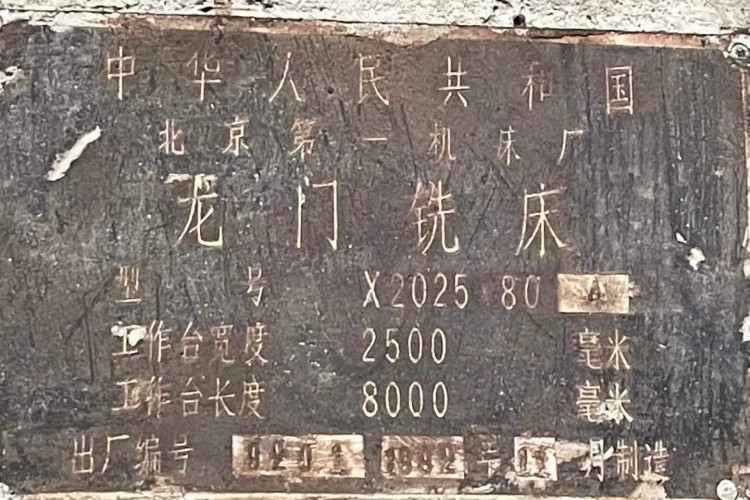 中华人民共和国
北京第一机床厂
龙门铣床
型号 X2025 80 A
工作台宽度 2500 毫米
工作台长度 8000 毫米
出厂编号 年 月制造